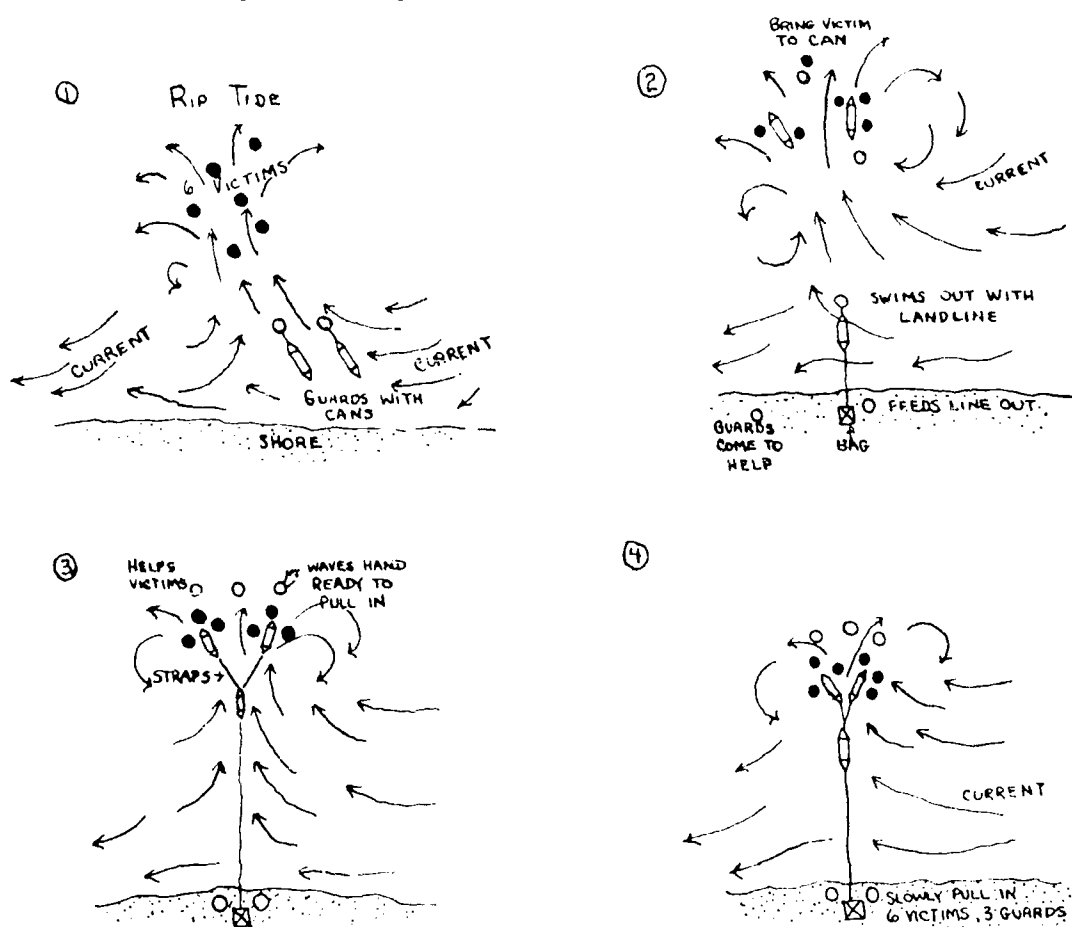 ①
RIP TIDE
6 VICTIMS
CURRENT
CURRENT
GUARDS WITH
CANS
SHORE
②
BRING VICTIM
TO CAN
CURRENT
SWIMS OUT WITH
LANDLINE
FEEDS LINE OUT
GUARDS
COME TO
HELP
BAG
③
HELPS
VICTIMS
WAVES HAND
READY TO
PULL IN
STRAPS
④
CURRENT
SLOWLY PULL IN
6 VICTIMS, 3 GUARDS